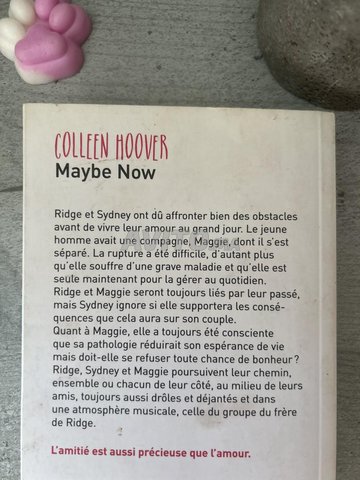 COLLEEN HOOVER
Maybe Now
Ridge et Sydney ont dû affronter bien des obstacles
avant de vivre leur amour au grand jour. Le jeune
homme avait une compagne, Maggie, dont il s'est
séparé. La rupture a été difficile, d'autant plus
qu'elle souffre d'une grave maladie et qu'elle est
seule maintenant pour la gérer au quotidien.
Ridge et Maggie seront toujours liés par leur passé,
mais Sydney ignore si elle supportera les consé-
quences que cela aura sur son couple.
Quant à Maggie, elle a toujours été consciente
que sa pathologie réduirait son espérance de vie
mais doit-elle se refuser toute chance de bonheur ?
Ridge, Sydney et Maggie poursuivent leur chemin,
ensemble ou chacun de leur côté, au milieu de leurs
amis, toujours aussi drôles et déjantés et dans
une atmosphère musicale, celle du groupe du frère
de Ridge.
L'amitié est aussi précieuse que l'amour.